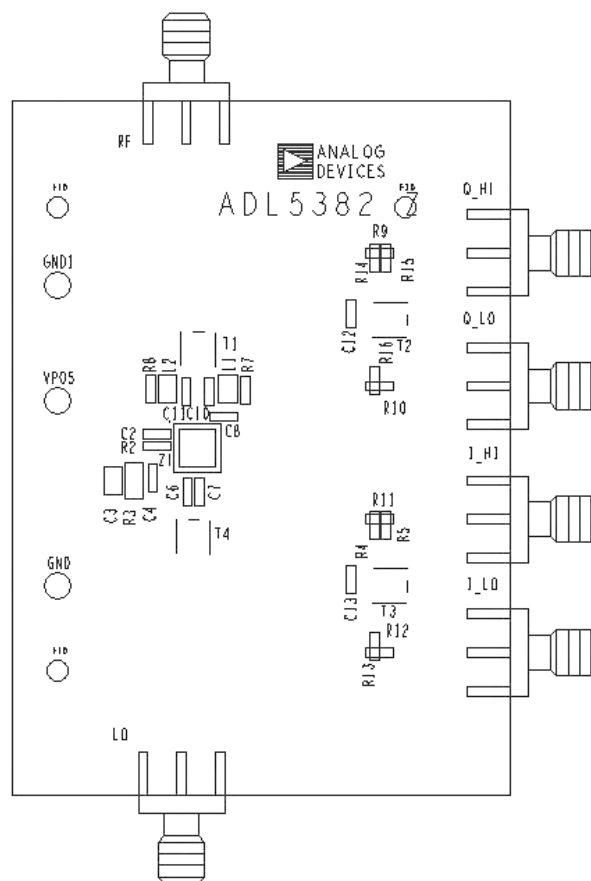 RF
ANALOG
DEVICES
FID
FID
ADL5382
Q_HI
R9
R14
R15
GND1
C12
T2
Q_LO
R16
T1
R8
L2
L1
R7
VPOS
R10
C11
C10
C8
C2
R2
Z1
I_HI
C3
R3
C4
C6
C7
R11
T4
R4
R5
GND
C13
T3
I_LO
R12
FID
R13
LO